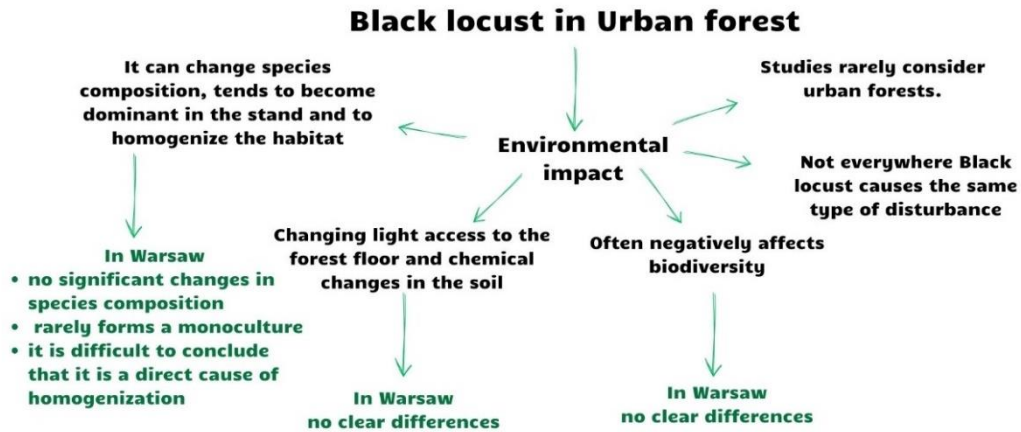 Black locust in Urban forest
It can change species
composition, tends to become
dominant in the stand and to
homogenize the habitat
Studies rarely consider
urban forests.
Environmental
impact
Not everywhere Black
locust causes the same
type of disturbance
Changing light access to the
forest floor and chemical
changes in the soil
Often negatively affects
biodiversity
In Warsaw
• no significant changes in
species composition
• rarely forms a monoculture
• it is difficult to conclude
that it is a direct cause of
homogenization
In Warsaw
no clear differences
In Warsaw
no clear differences